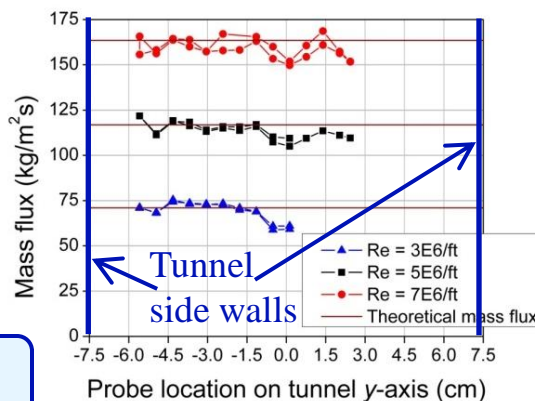 175
150
125
100
75
50
25
0
Mass flux (kg/m²s)
Tunnel
side walls
Re = 3E6/ft
Re = 5E6/ft
Re = 7E6/ft
Theoretical mass flux
-7.5 -6.0 -4.5 -3.0 -1.5 0.0 1.5 3.0 4.5 6.0 7.5
Probe location on tunnel y-axis (cm)